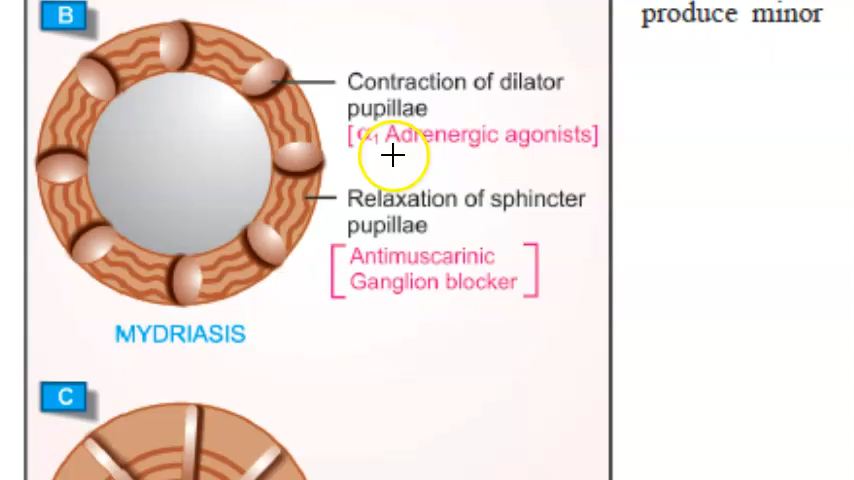 B
produce minor
Contraction of dilator
pupillae
[α₁ Adrenergic agonists]
Relaxation of sphincter
pupillae
Antimuscarinic
Ganglion blocker
MYDRIASIS
C